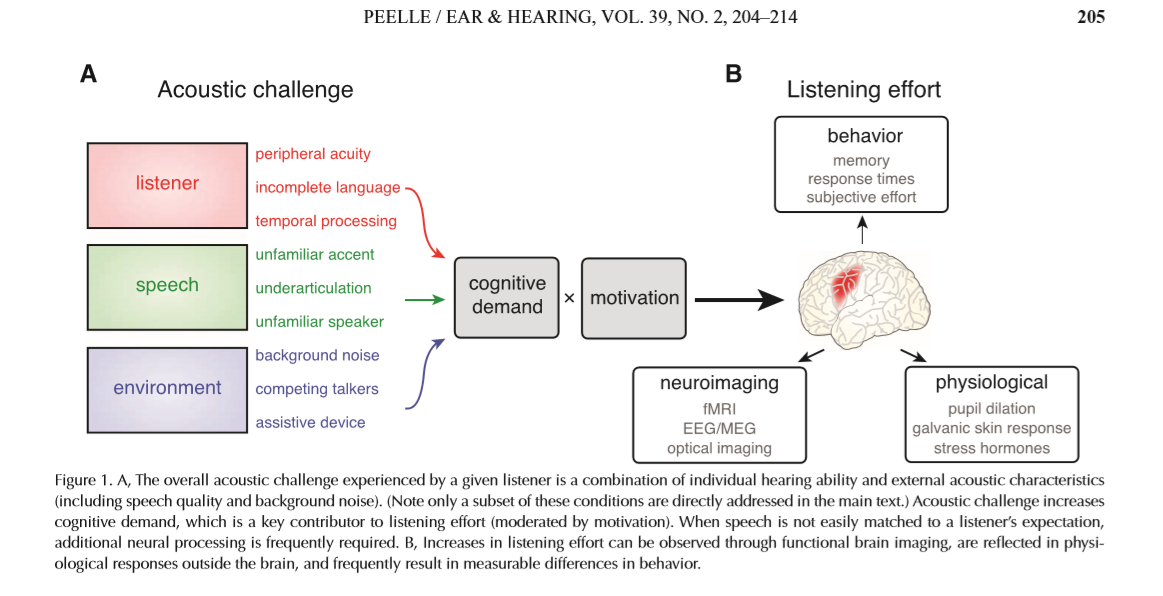 PEELLE / EAR & HEARING, VOL. 39, NO. 2, 204–214
205
A
Acoustic challenge
listener
peripheral acuity
incomplete language
temporal processing
speech
unfamiliar accent
underarticulation
unfamiliar speaker
environment
background noise
competing talkers
assistive device
cognitive
demand
×
motivation
B
Listening effort
behavior
memory
response times
subjective effort
neuroimaging
fMRI
EEG/MEG
optical imaging
physiological
pupil dilation
galvanic skin response
stress hormones
Figure 1. A, The overall acoustic challenge experienced by a given listener is a combination of individual hearing ability and external acoustic characteristics
(including speech quality and background noise). (Note only a subset of these conditions are directly addressed in the main text.) Acoustic challenge increases
cognitive demand, which is a key contributor to listening effort (moderated by motivation). When speech is not easily matched to a listener’s expectation,
additional neural processing is frequently required. B, Increases in listening effort can be observed through functional brain imaging, are reflected in physi-
ological responses outside the brain, and frequently result in measurable differences in behavior.